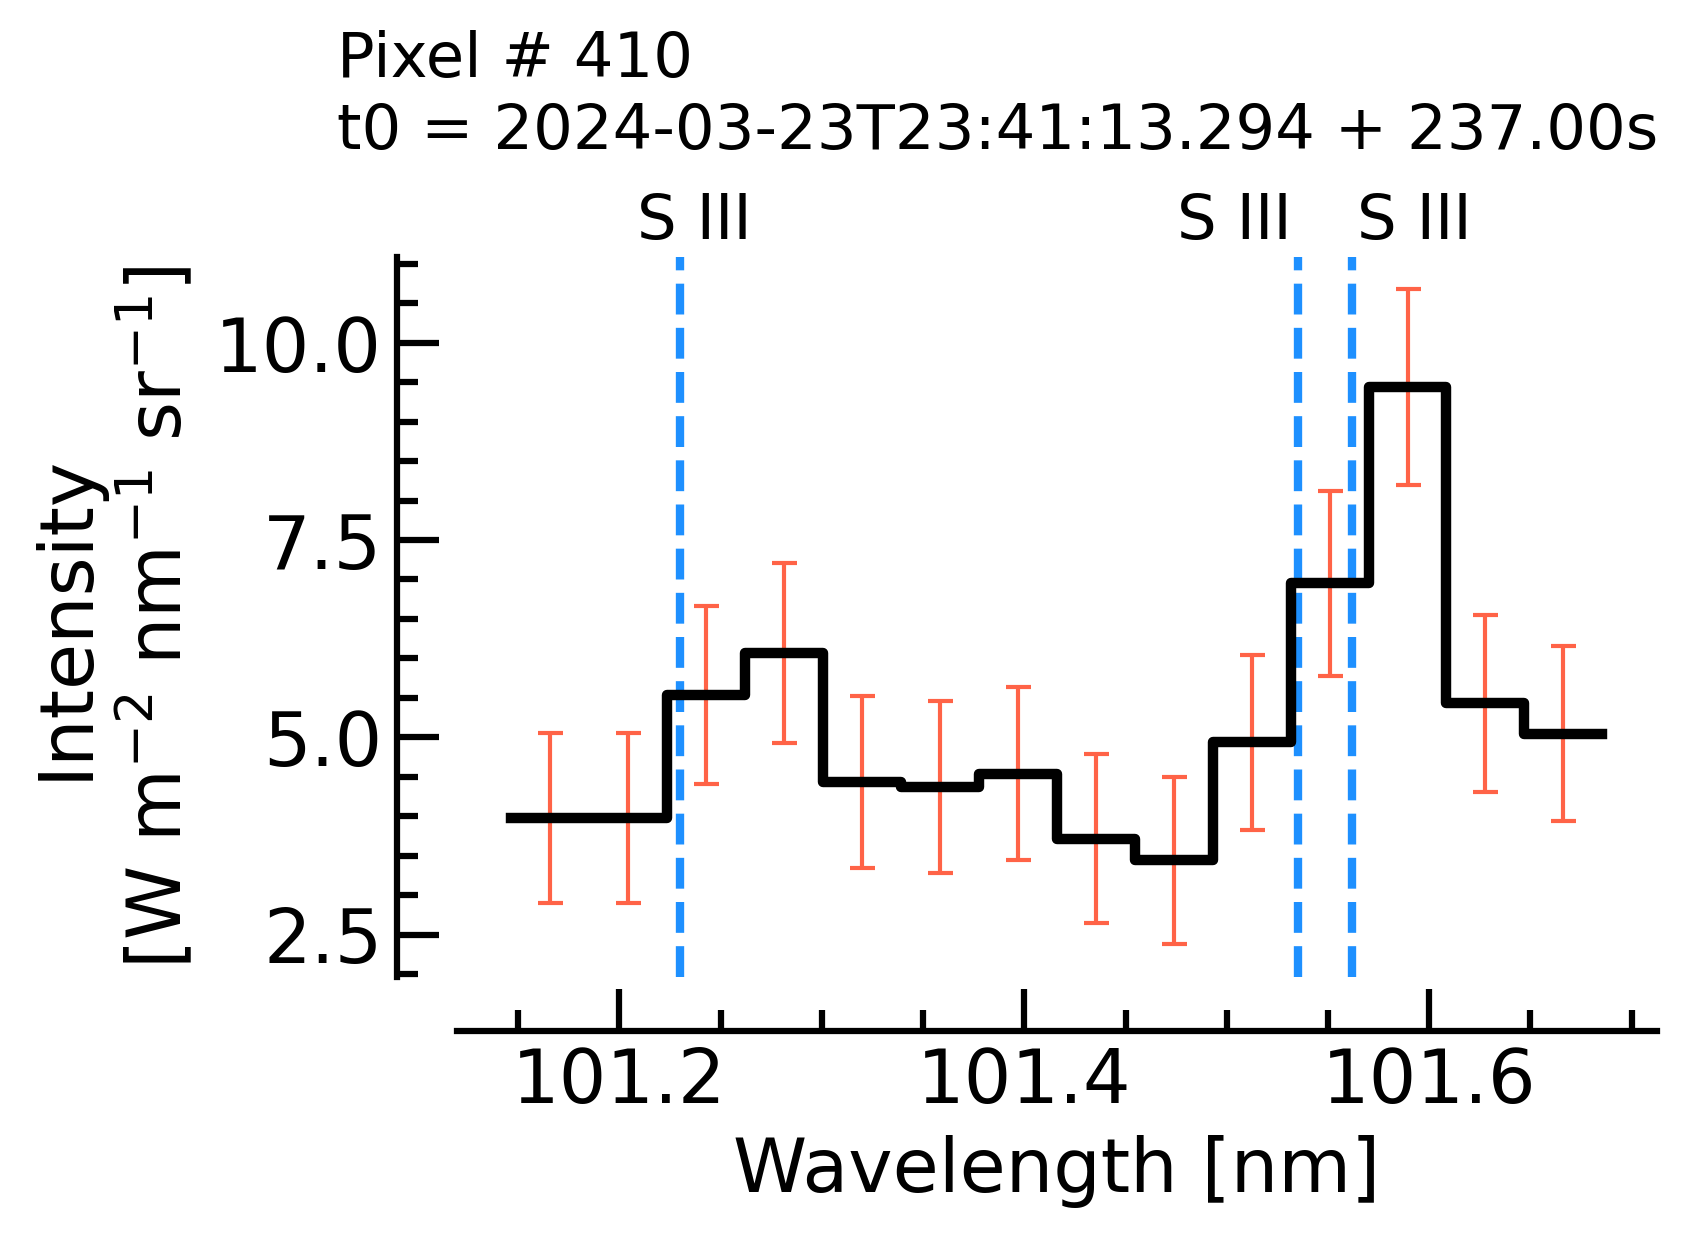 Pixel # 410
t0 = 2024-03-23T23:41:13.294 + 237.00s
S III S III S III
Intensity
[W m⁻² nm⁻¹ sr⁻¹]
10.0
7.5
5.0
2.5
101.2 101.4 101.6
Wavelength [nm]